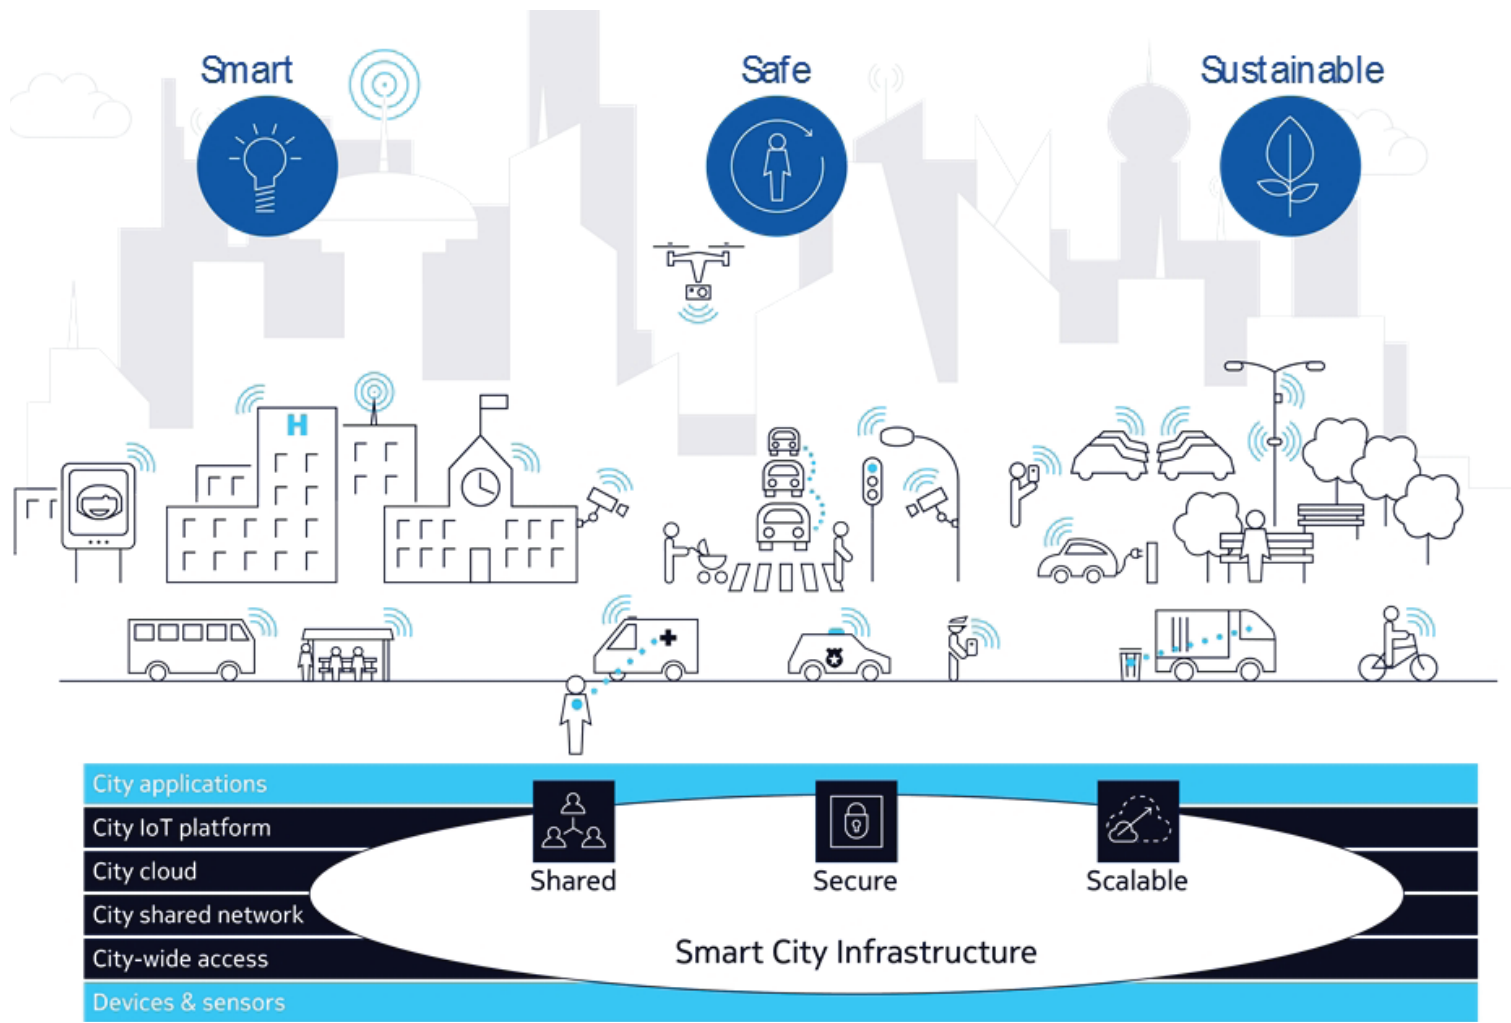 Smart
Safe
Sustainable
H
City applications
City IoT platform
City cloud
City shared network
City-wide access
Devices & sensors
Shared
Secure
Scalable
Smart City Infrastructure